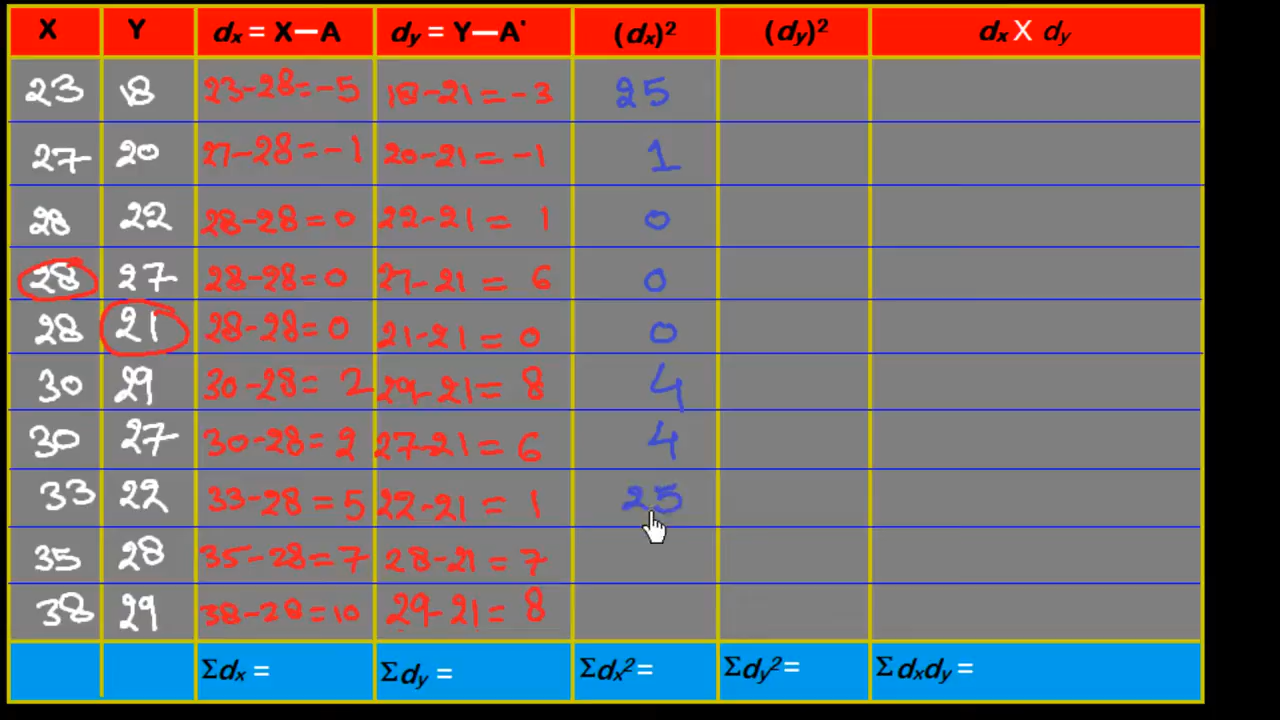 X Y dx = X—A dy = Y—A' (dx)² (dy)² dx X dy
23 18 23-28=-5 18-21=-3 25
27 20 27-28=-1 20-21=-1 1
28 22 28-28=0 22-21= 1 0
28 27 28-28=0 27-21= 6 0
28 21 28-28=0 21-21= 0 0
30 29 30-28= 2 29-21= 8 4
30 27 30-28=2 27-21= 6 4
33 22 33-28=5 22-21= 1 25
35 28 35-28=7 28-21=7
38 29 38-28=10 29-21= 8
Σdx = Σdy = Σdx²= Σdy²= Σdxdy =